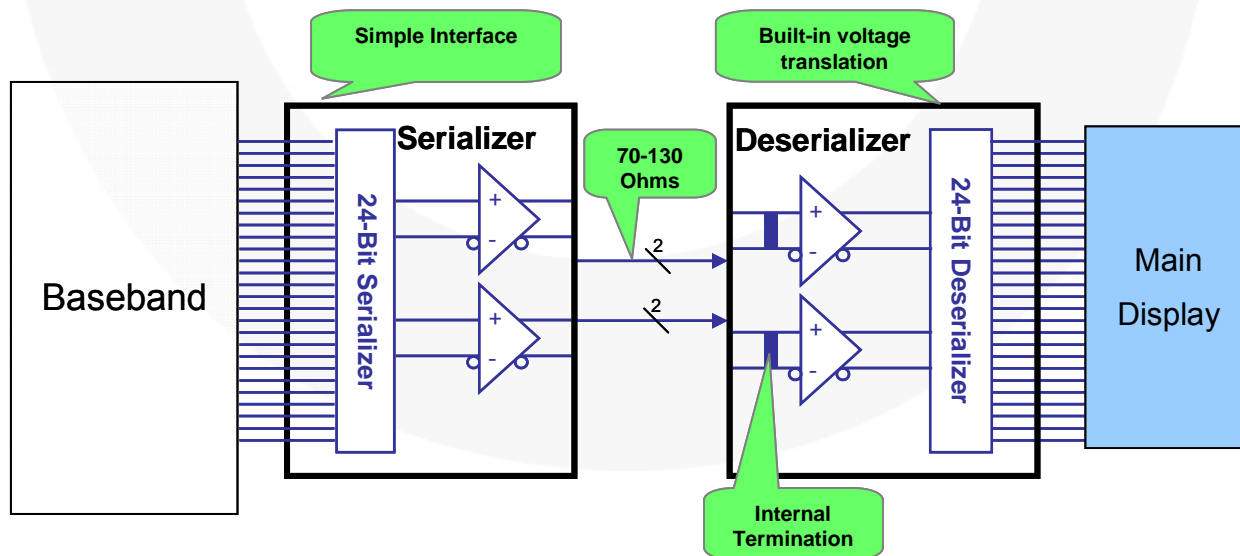 Simple Interface
Built-in voltage
translation
Serializer
70-130
Ohms
Deserializer
Baseband
24-Bit Serializer
+
-
+
-
2
2
+
-
+
-
24-Bit Deserializer
Main
Display
Internal
Termination